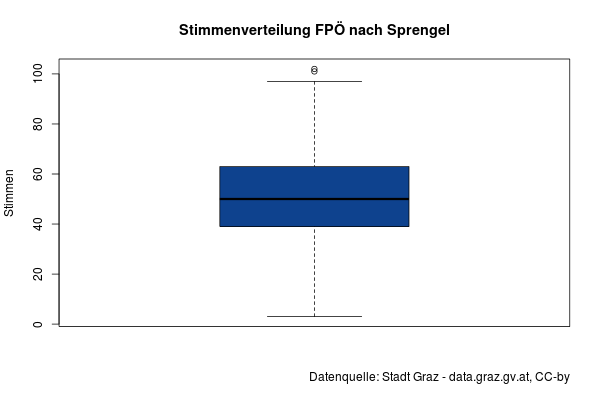 Stimmenverteilung FPÖ nach Sprengel
Stimmen
100
80
60
40
20
0
Datenquelle: Stadt Graz - data.graz.gv.at, CC-by